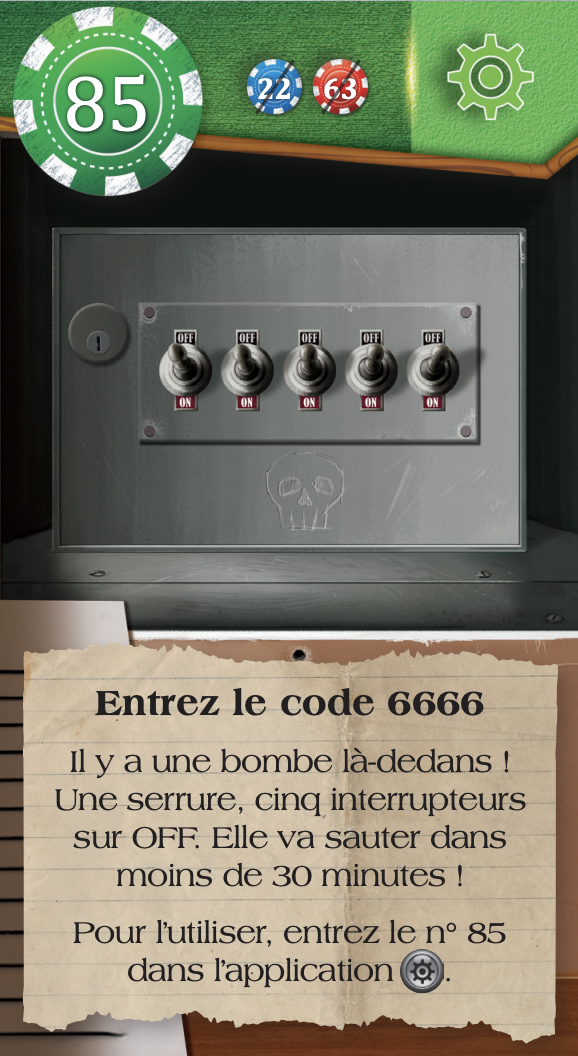 85
22 63
OFF OFF OFF OFF OFF
ON ON ON ON ON
Entrez le code 6666
Il y a une bombe là-dedans !
Une serrure, cinq interrupteurs
sur OFF. Elle va sauter dans
moins de 30 minutes !
Pour l'utiliser, entrez le n° 85
dans l'application .